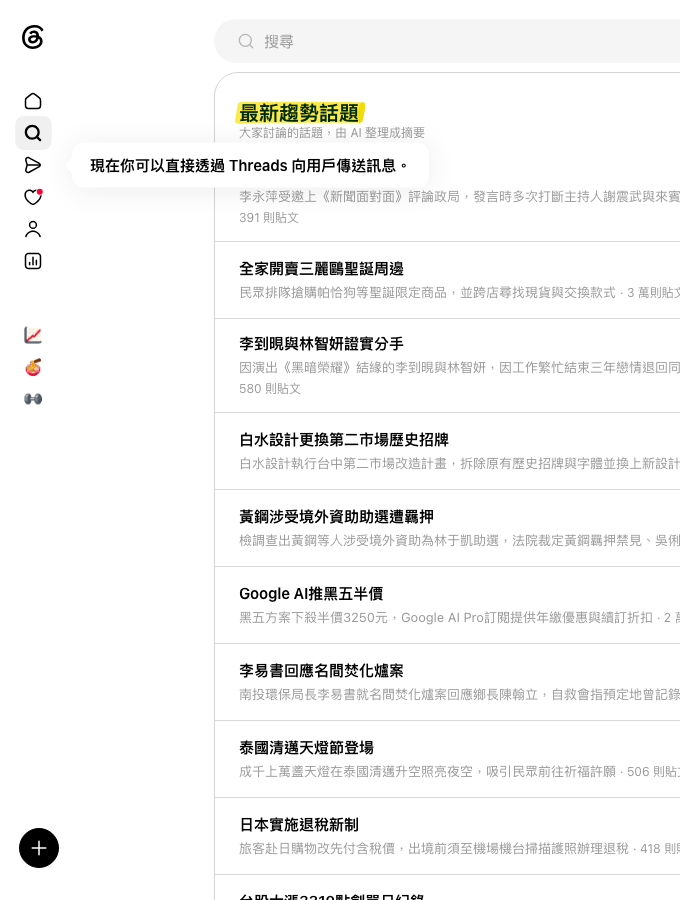 搜尋
最新趨勢話題
大家討論的話題，由 AI 整理成摘要
現在你可以直接透過 Threads 向用戶傳送訊息。
李永萍受邀上《新聞面對面》評論政局，發言時多次打斷主持人謝震武與來賓
391 則貼文
全家開賣三麗鷗聖誕周邊
民眾排隊搶購帕恰狗等聖誕限定商品，並跨店尋找現貨與交換款式 · 3 萬則貼文
李到晛與林智妍證實分手
因演出《黑暗榮耀》結緣的李到晛與林智妍，因工作繁忙結束三年戀情退回同
580 則貼文
白水設計更換第二市場歷史招牌
白水設計執行台中第二市場改造計畫，拆除原有歷史招牌與字體並換上新設計
黃鋼涉受境外資助助選遭羈押
檢調查出黃鋼等人涉受境外資助為林于凱助選，法院裁定黃鋼羈押禁見、吳俐
Google AI推黑五半價
黑五方案下殺半價3250元，Google AI Pro訂閱提供年繳優惠與續訂折扣 · 2 萬
李易書回應名間焚化爐案
南投環保局長李易書就名間焚化爐案回應鄉長陳翰立，自救會指預定地曾記錄
泰國清邁天燈節登場
成千上萬盞天燈在泰國清邁升空照亮夜空，吸引民眾前往祈福許願 · 506 則貼
日本實施退稅新制
旅客赴日購物改先付含稅價，出境前須至機場機台掃描護照辦理退稅 · 418 則
台股大漲3219點創單日紀錄